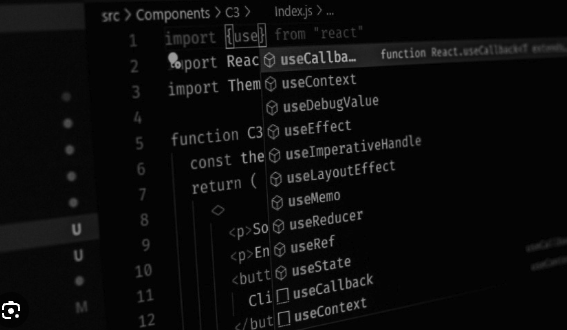 src > Components > C3 > Index.js > ...
1 import {use} from "react"
2 import Reac
3 import Them
4
5 function C3
6 const the
7 return (
8 <>
9 <p>So
10 <p>En
11 <butt
12 Cli
</but
useCallba... function React.useCallback<T extends
useContext
useDebugValue
useEffect
useImperativeHandle
useLayoutEffect
useMemo
useReducer
useRef
useState
useCallback
useContext
U
U
M